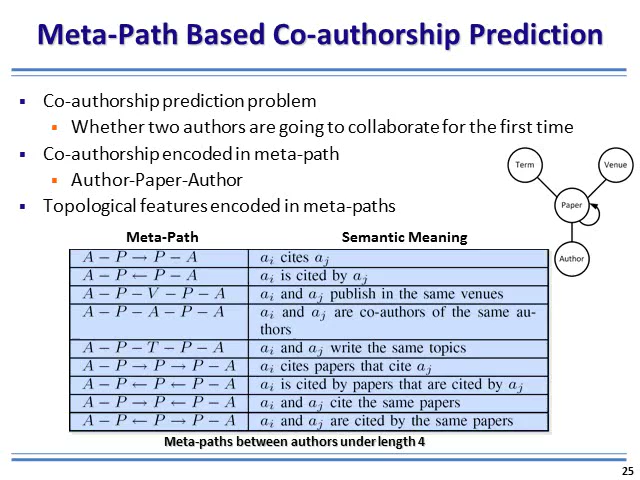 Meta-Path Based Co-authorship Prediction
▪ Co-authorship prediction problem
▪ Whether two authors are going to collaborate for the first time
▪ Co-authorship encoded in meta-path
▪ Author-Paper-Author
▪ Topological features encoded in meta-paths
Term
Venue
Paper
Author
Meta-Path Semantic Meaning
A − P → P − A a_i cites a_j
A − P ← P − A a_i is cited by a_j
A − P − V − P − A a_i and a_j publish in the same venues
A − P − A − P − A a_i and a_j are co-authors of the same au-
thors
A − P − T − P − A a_i and a_j write the same topics
A − P → P → P − A a_i cites papers that cite a_j
A − P ← P ← P − A a_i is cited by papers that are cited by a_j
A − P → P ← P − A a_i and a_j cite the same papers
A − P ← P → P − A a_i and a_j are cited by the same papers
Meta-paths between authors under length 4
25